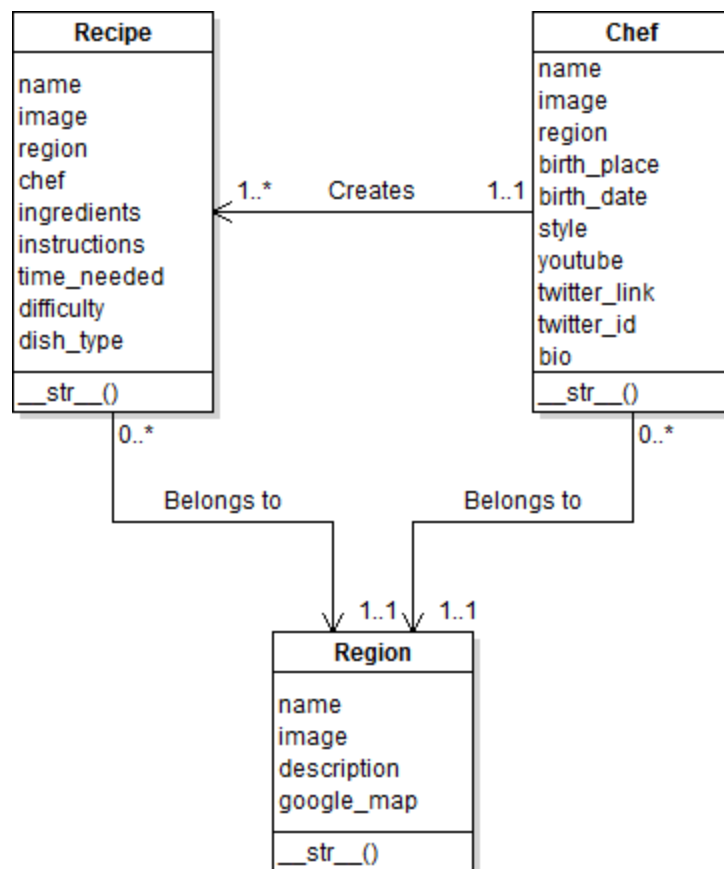 Recipe
name
image
region
chef
ingredients
instructions
time_needed
difficulty
dish_type
__str__()
Chef
name
image
region
birth_place
birth_date
style
youtube
twitter_link
twitter_id
bio
__str__()
1..* Creates 1..1
0..*
0..*
Belongs to
Belongs to
1..1
1..1
Region
name
image
description
google_map
__str__()